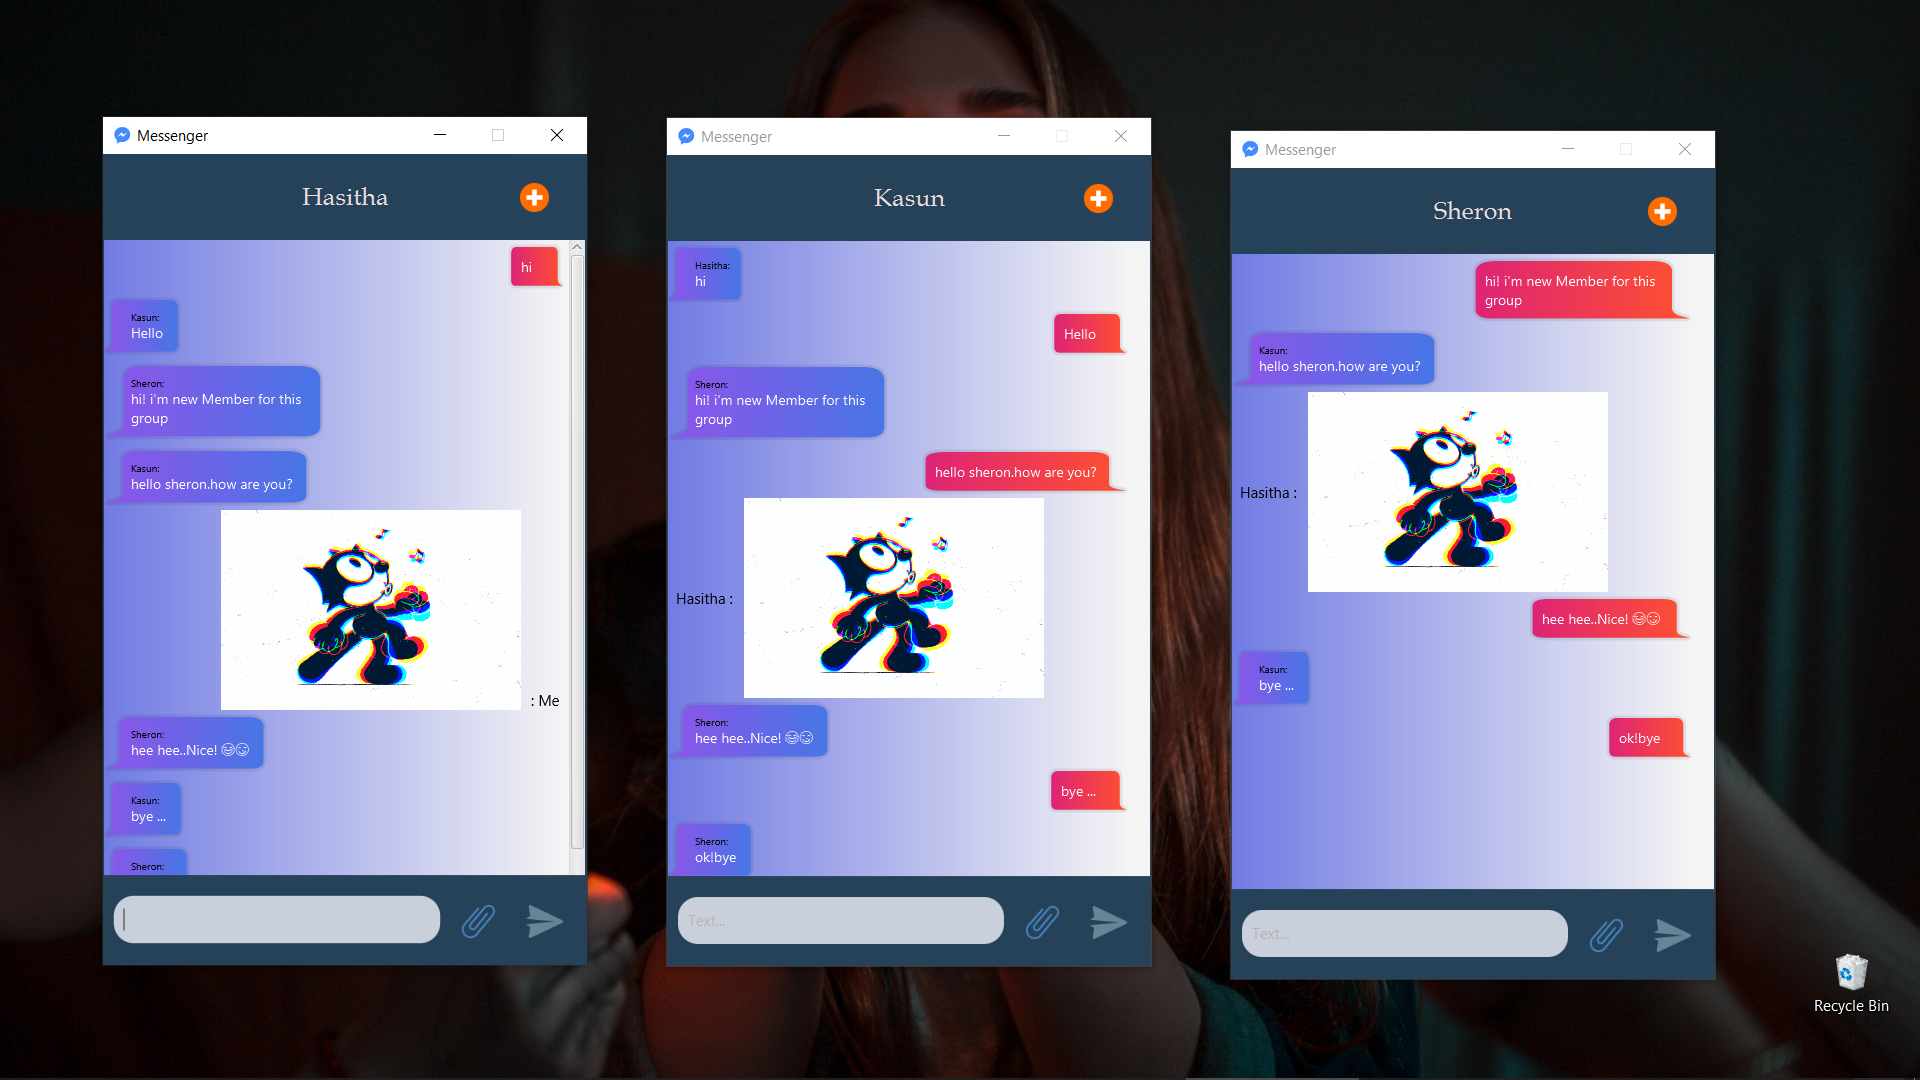 Messenger
Hasitha
hi
Kasun:
Hello
Sheron:
hi! i'm new Member for this
group
Kasun:
hello sheron.how are you?
: Me
Sheron:
hee hee..Nice! 😂😉
Kasun:
bye ...
Sheron:
Messenger
Kasun
Hasitha:
hi
Hello
Sheron:
hi! i'm new Member for this
group
hello sheron.how are you?
Hasitha :
Sheron:
hee hee..Nice! 😂😉
bye ...
Sheron:
ok!bye
Text...
Messenger
Sheron
hi! i'm new Member for this
group
Kasun:
hello sheron.how are you?
Hasitha :
hee hee..Nice! 😂😉
Kasun:
bye ...
ok!bye
Text...
Recycle Bin